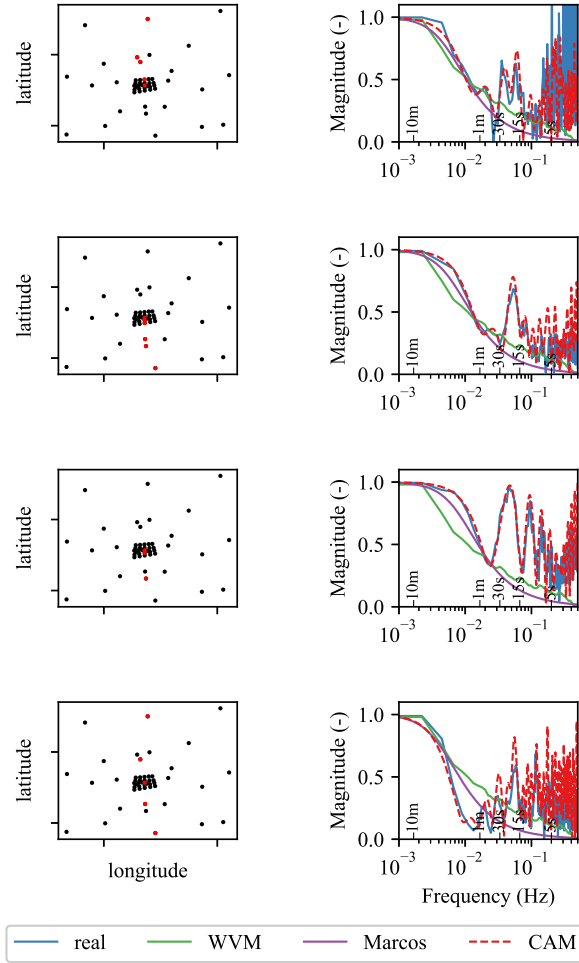 latitude
Magnitude (-)
1.0
0.5
0.0
10m
1m
30s
15s
5s
10⁻³ 10⁻² 10⁻¹
latitude
Magnitude (-)
1.0
0.5
0.0
10m
1m
30s
15s
5s
10⁻³ 10⁻² 10⁻¹
latitude
Magnitude (-)
1.0
0.5
0.0
10m
1m
30s
15s
5s
10⁻³ 10⁻² 10⁻¹
latitude
longitude
Magnitude (-)
1.0
0.5
0.0
10m
1m
30s
15s
5s
10⁻³ 10⁻² 10⁻¹
Frequency (Hz)
real WVM Marcos CAM